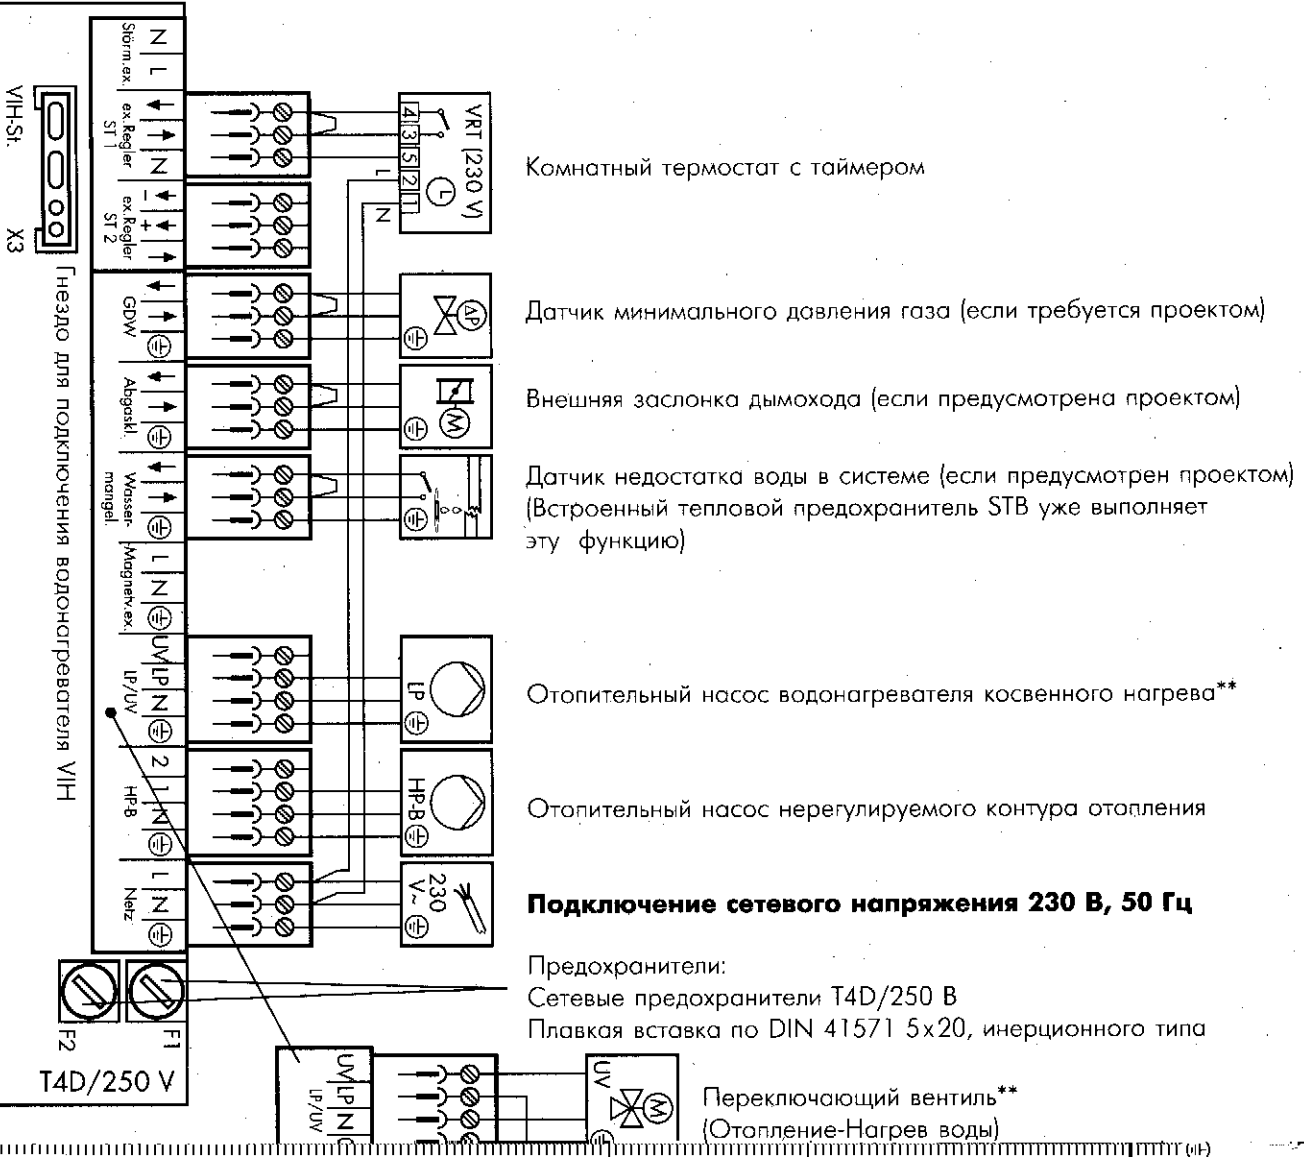 N
L
Störm.ex.
ex.Regler
ST 1
N
ex.Regler
ST 2
- +
GDW
Abgaskl.
Wasser-
mangel.
L N
Magnetv.ex.
UV LP N
LP/UV
2 1 N
HP-B
L N
Netz
VIH-St. X3
Гнездо для подключения водонагревателя VIH
F2 F1
T4D/250 V
4 3 5 2 1
VRT (230 V)
L
N
Комнатный термостат с таймером
ΔP
Датчик минимального давления газа (если требуется проектом)
M
Внешняя заслонка дымохода (если предусмотрена проектом)
Датчик недостатка воды в системе (если предусмотрен проектом)
(Встроенный тепловой предохранитель STB уже выполняет
эту функцию)
LP
Отопительный насос водонагревателя косвенного нагрева**
HP-B
Отопительный насос нерегулируемого контура отопления
230
V~
Подключение сетевого напряжения 230 В, 50 Гц
Предохранители:
Сетевые предохранители T4D/250 В
Плавкая вставка по DIN 41571 5x20, инерционного типа
UV LP N
LP/UV
UV
M
Переключающий вентиль**
(Отопление-Нагрев воды)